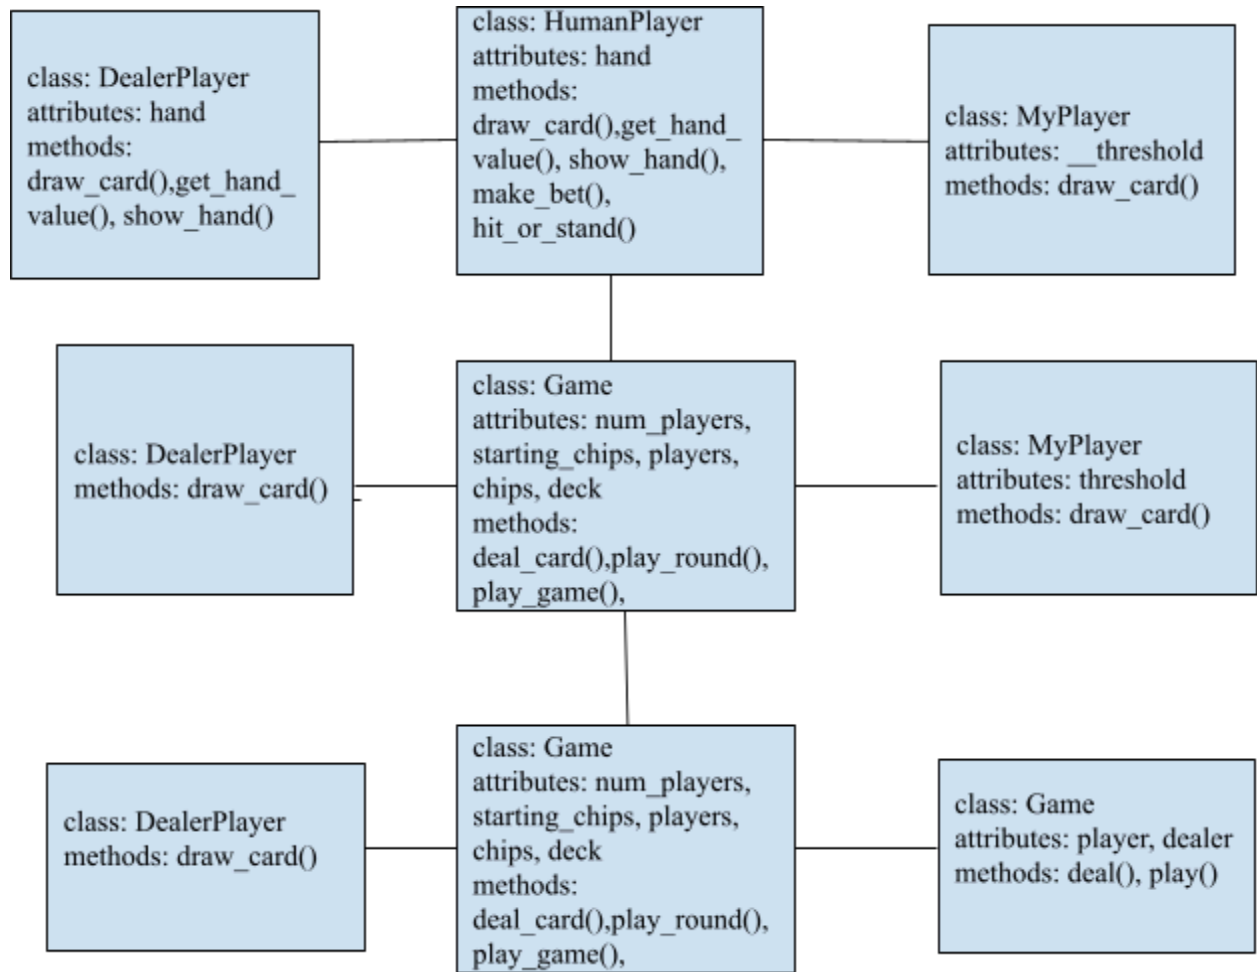 class: DealerPlayer
attributes: hand
methods:
draw_card(),get_hand_
value(), show_hand()
class: HumanPlayer
attributes: hand
methods:
draw_card(),get_hand_
value(), show_hand(),
make_bet(),
hit_or_stand()
class: MyPlayer
attributes: __threshold
methods: draw_card()
class: DealerPlayer
methods: draw_card()
class: Game
attributes: num_players,
starting_chips, players,
chips, deck
methods:
deal_card(),play_round(),
play_game(),
class: MyPlayer
attributes: threshold
methods: draw_card()
class: DealerPlayer
methods: draw_card()
class: Game
attributes: num_players,
starting_chips, players,
chips, deck
methods:
deal_card(),play_round(),
play_game(),
class: Game
attributes: player, dealer
methods: deal(), play()